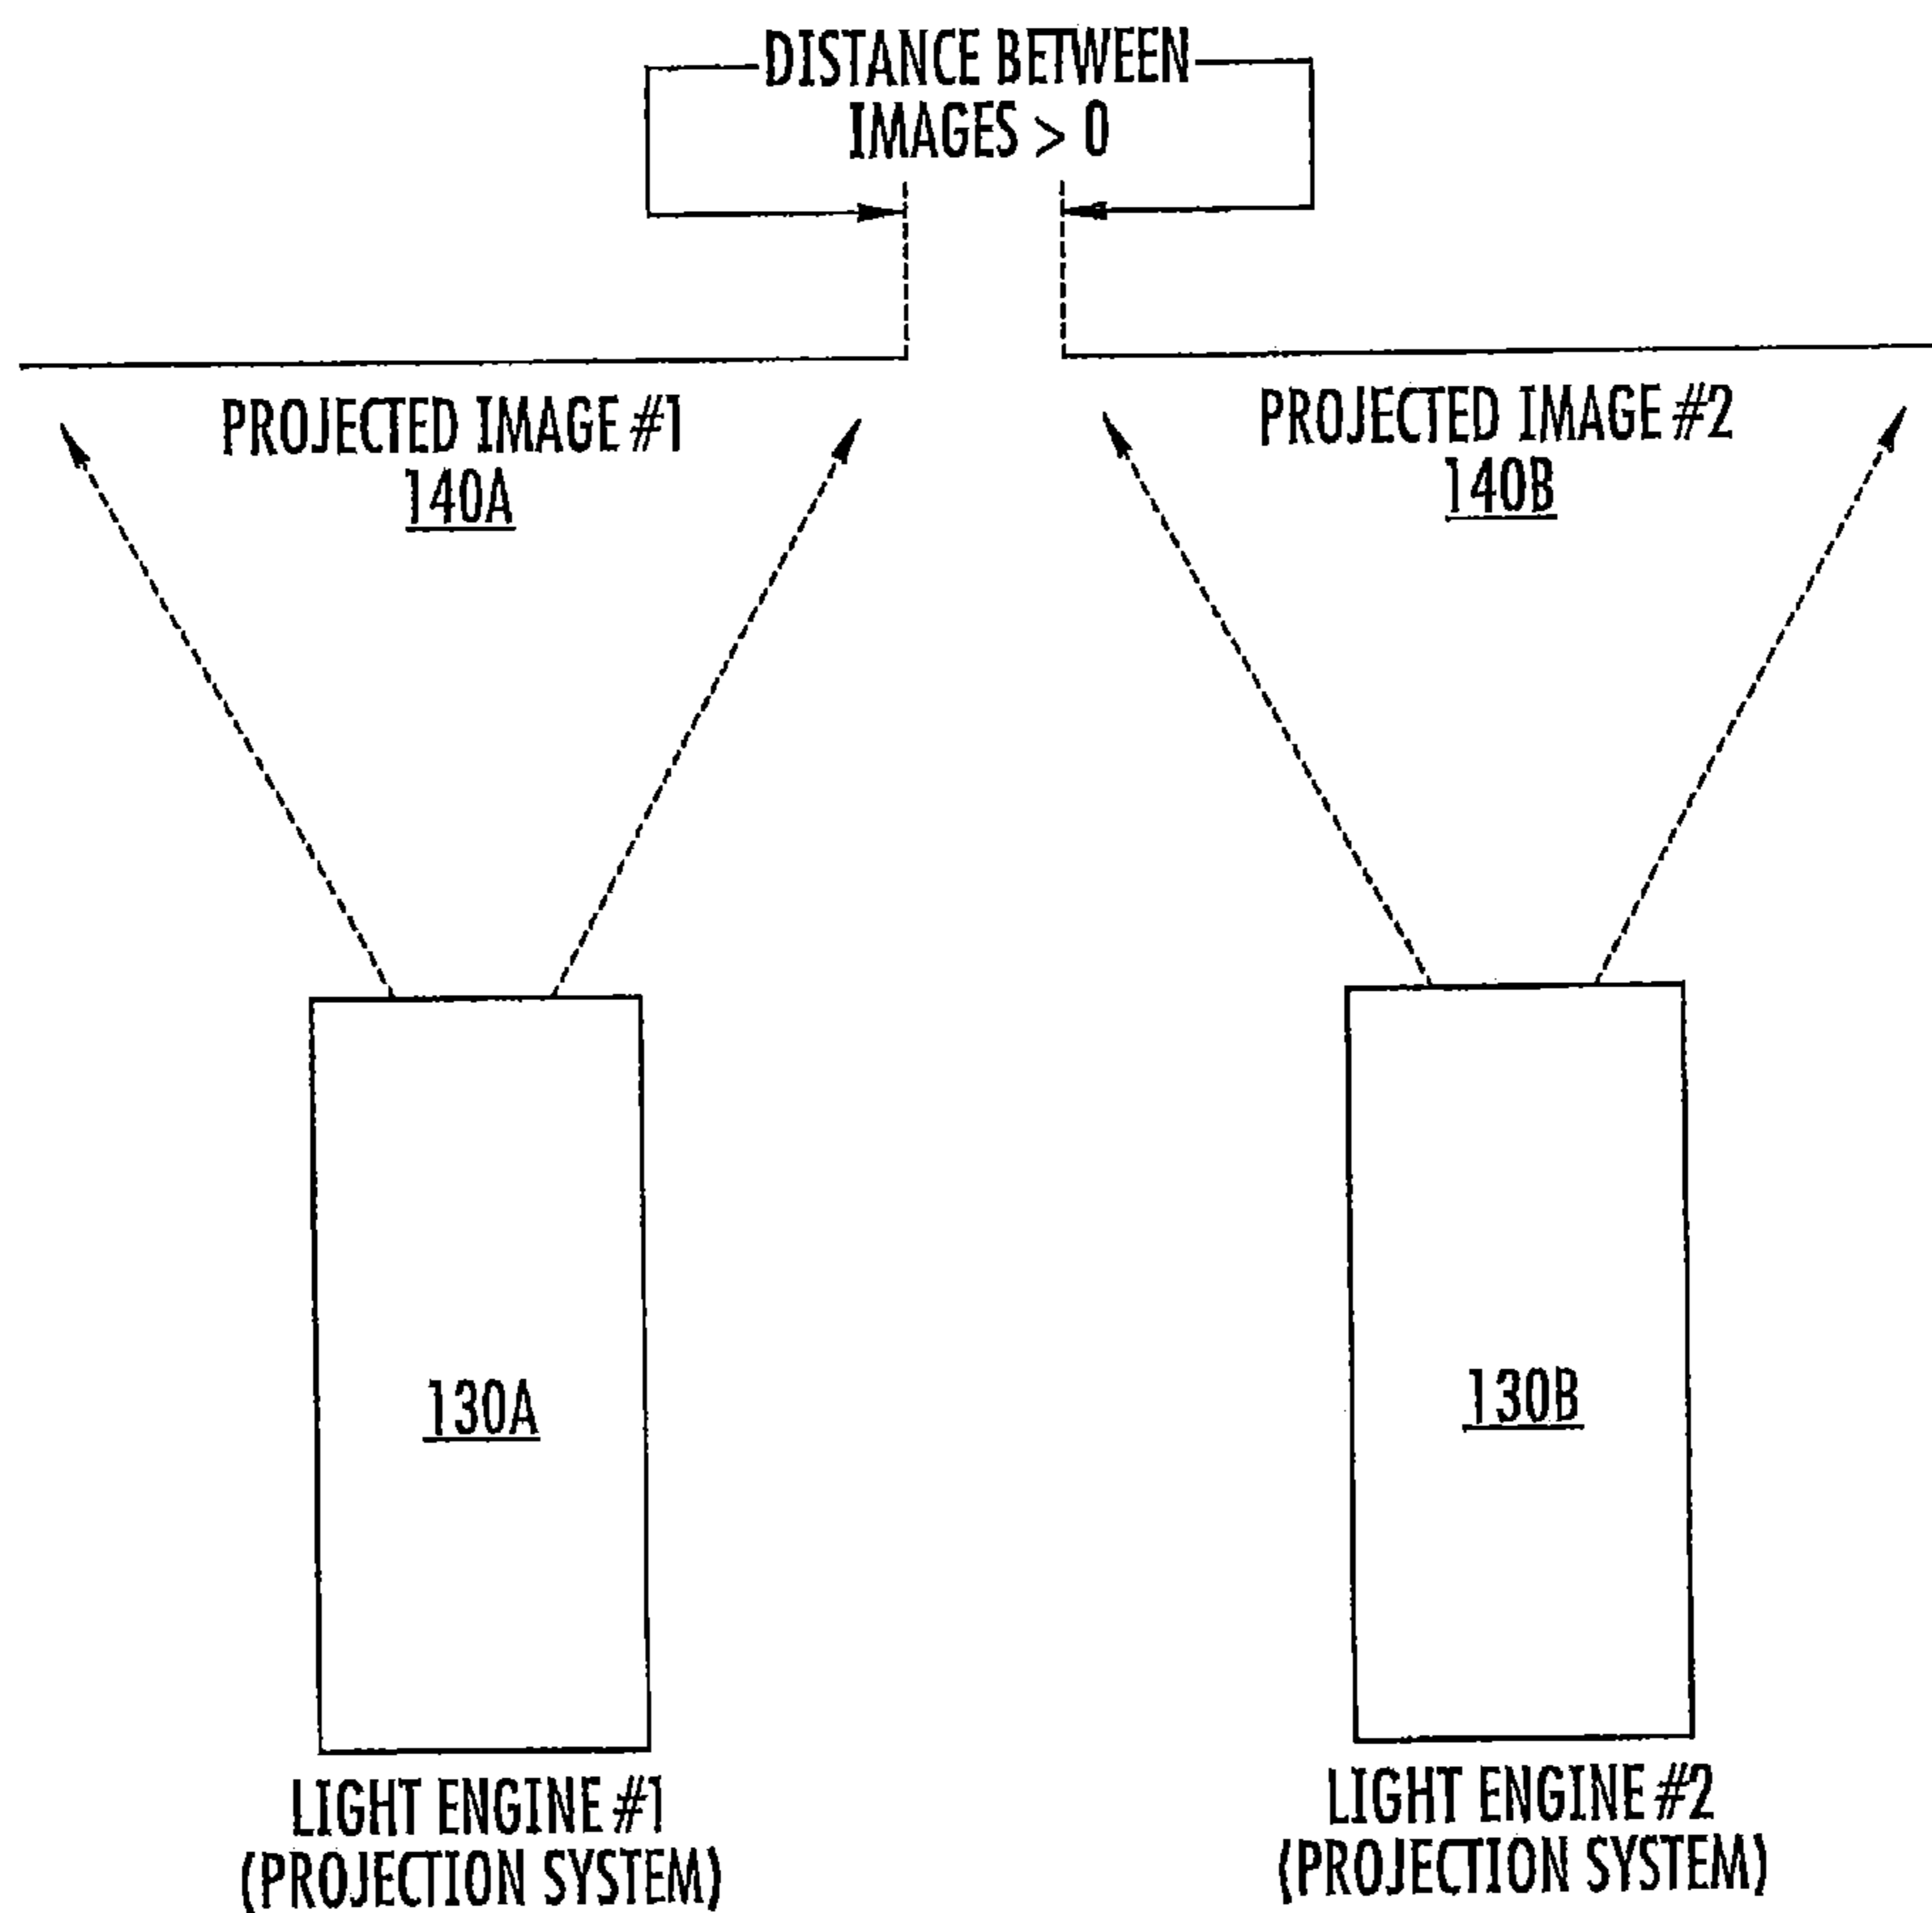 DISTANCE BETWEEN
IMAGES > 0
PROJECTED IMAGE #1
140A
PROJECTED IMAGE #2
140B
130A
130B
LIGHT ENGINE #1
(PROJECTION SYSTEM)
LIGHT ENGINE #2
(PROJECTION SYSTEM)